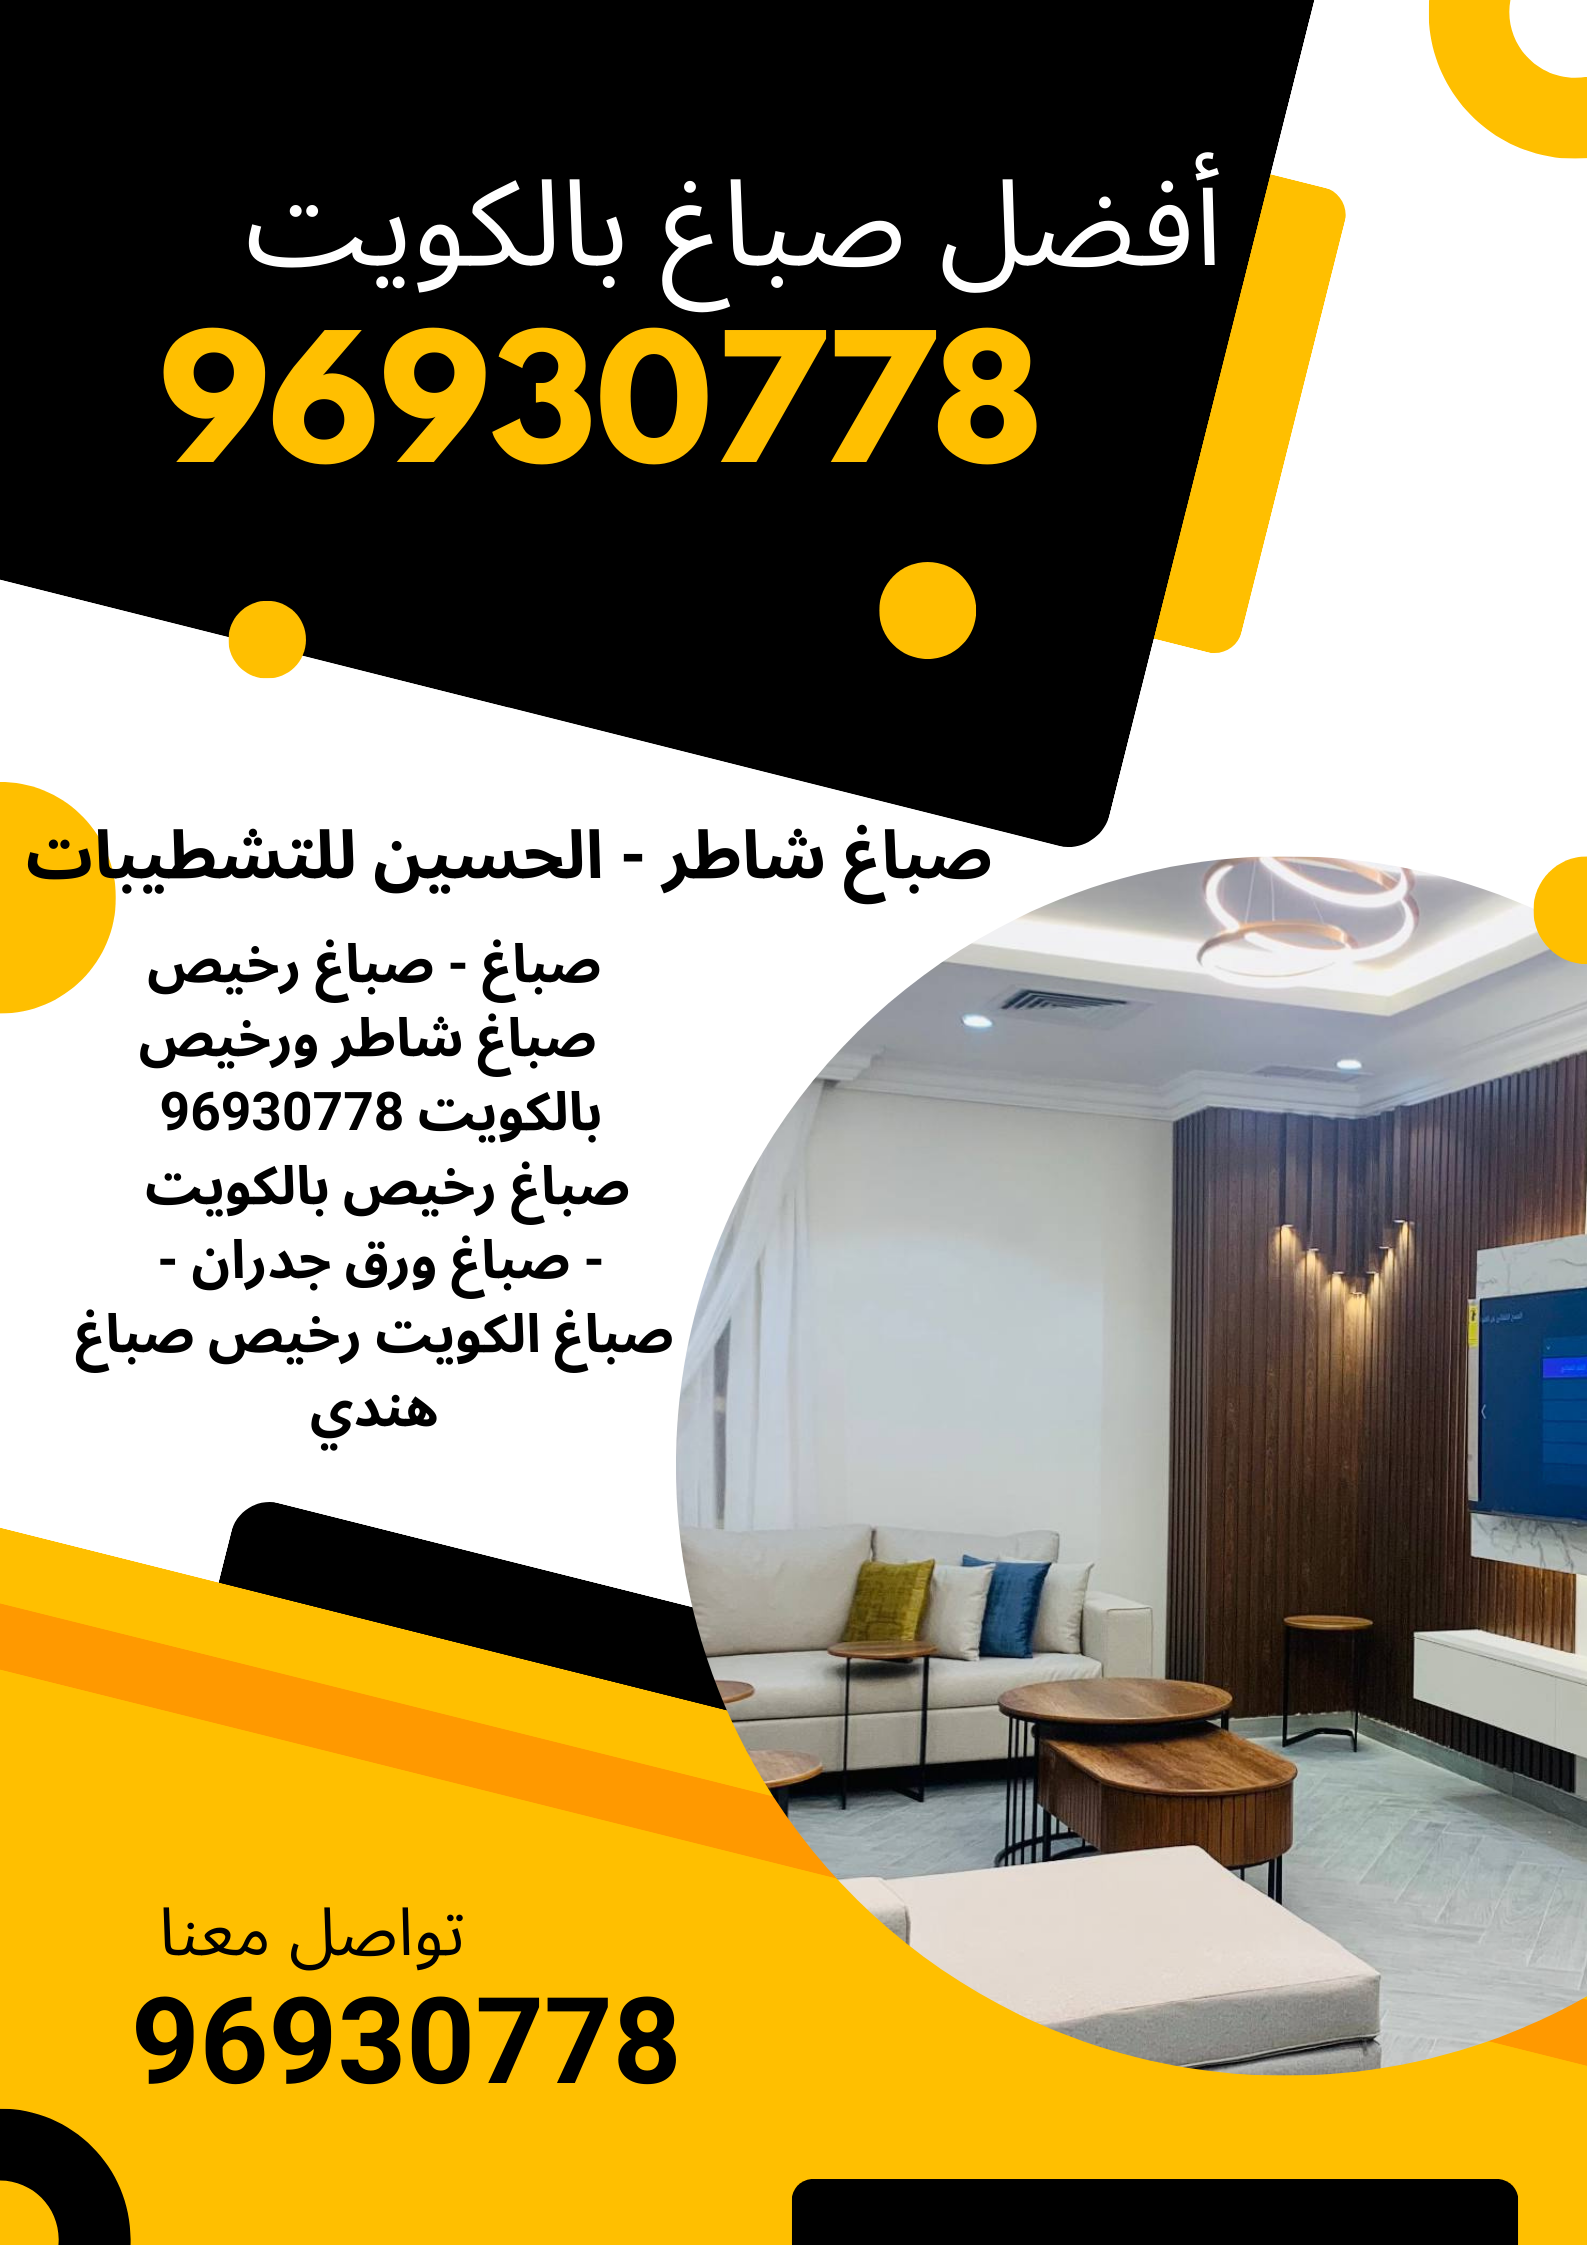 أفضل صباغ بالكويت
96930778
صباغ شاطر - الحسين للتشطيبات
صباغ - صباغ رخيص
صباغ شاطر ورخيص
بالكويت 96930778
صباغ رخيص بالكويت
- صباغ ورق جدران -
صباغ الكويت رخيص صباغ
هندي
تواصل معنا
96930778